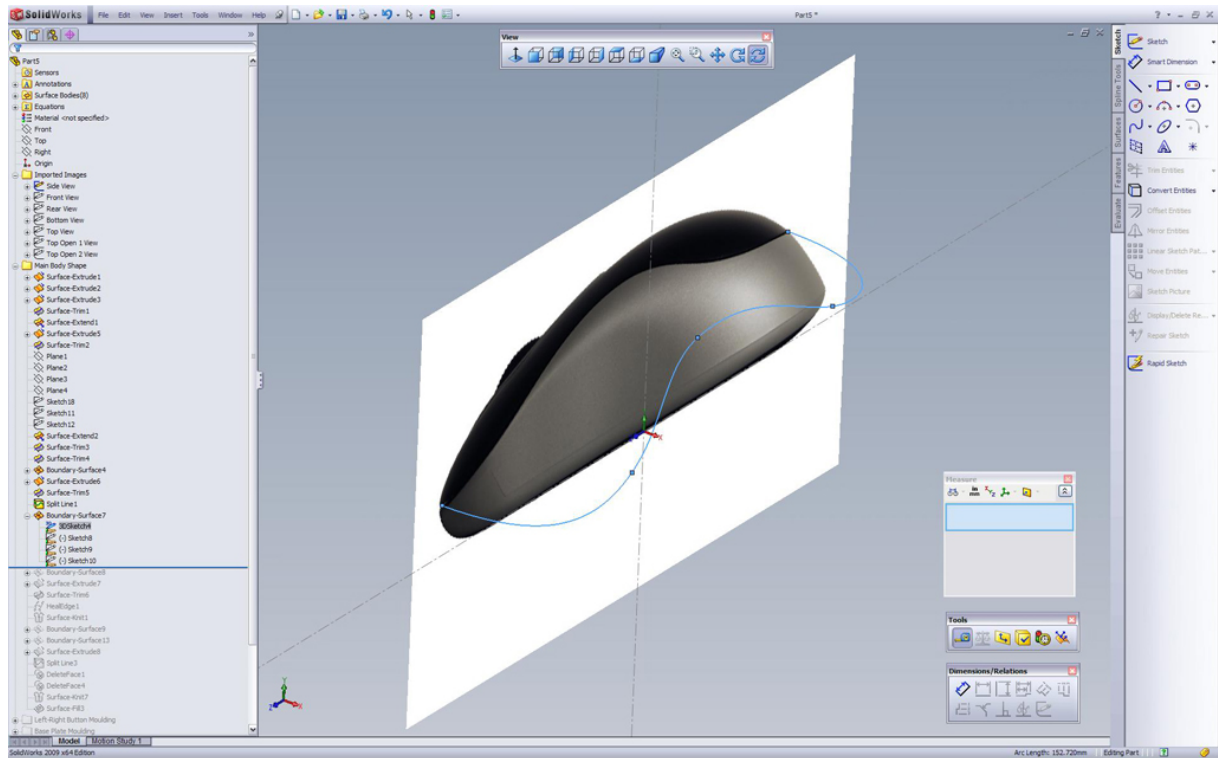 SolidWorks File Edit View Insert Tools Window Help Part5 *
View
Part5
Sensors
Annotations
Surface Bodies(8)
Equations
Material <not specified>
Front
Top
Right
Origin
Imported Images
Side View
Front View
Rear View
Bottom View
Top View
Top Open 1 View
Top Open 2 View
Main Body Shape
Surface-Extrude1
Surface-Extrude2
Surface-Extrude3
Surface-Trim1
Surface-Extend1
Surface-Extrude5
Surface-Trim2
Plane1
Plane2
Plane3
Plane4
Sketch18
Sketch11
Sketch12
Surface-Extend2
Surface-Trim3
Surface-Trim4
Boundary-Surface4
Surface-Extrude6
Surface-Trim5
Split Line1
Boundary-Surface7
3DSketch4
(-) Sketch8
(-) Sketch9
(-) Sketch10
Boundary-Surface8
Surface-Extrude7
Surface-Trim6
HealEdge1
Surface-Knit1
Boundary-Surface9
Boundary-Surface13
Surface-Extrude8
Split Line3
DeleteFace1
DeleteFace4
Surface-Knit7
Surface-Fill3
Left-Right Button Moulding
Base Plate Moulding
Model Motion Study 1
SolidWorks 2009 x64 Edition
x
z
x
Sketch
Spline Tools
Surfaces
Features
Evaluate
Sketch
Smart Dimension
Trim Entities
Convert Entities
Offset Entities
Mirror Entities
Linear Sketch Pat...
Move Entities
Sketch Picture
Display/Delete Re...
Repair Sketch
Rapid Sketch
Measure
in
mm
XYZ
Tools
Dimensions/Relations
Arc Length: 152.720mm Editing Part